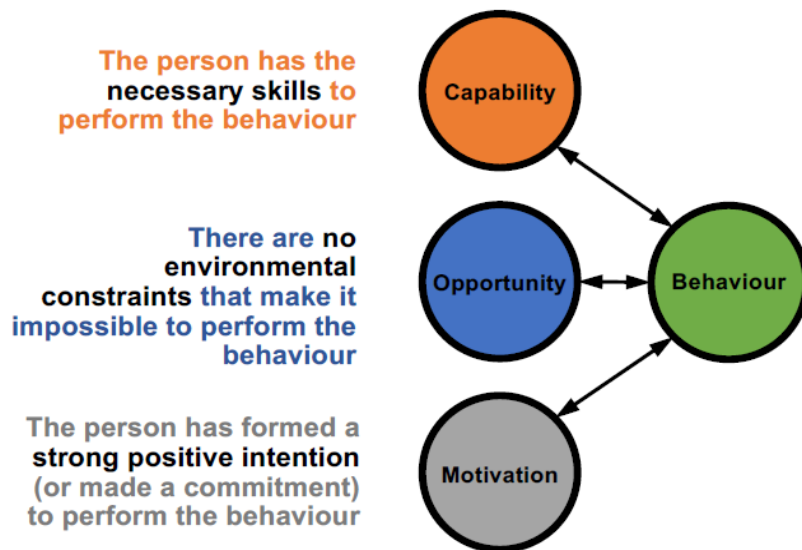 The person has the
necessary skills to
perform the behaviour
Capability
There are no
environmental
constraints that make it
impossible to perform the
behaviour
Opportunity
Behaviour
The person has formed a
strong positive intention
(or made a commitment)
to perform the behaviour
Motivation